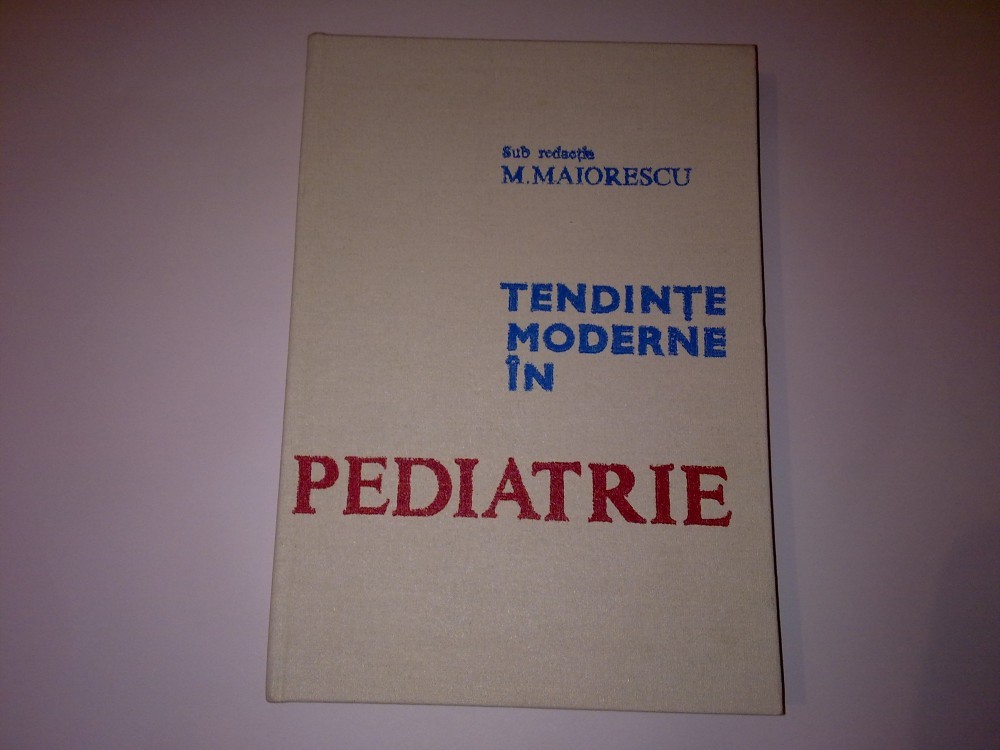 Sub redacția
M. MAIORESCU
TENDINȚE
MODERNE
ÎN
PEDIATRIE